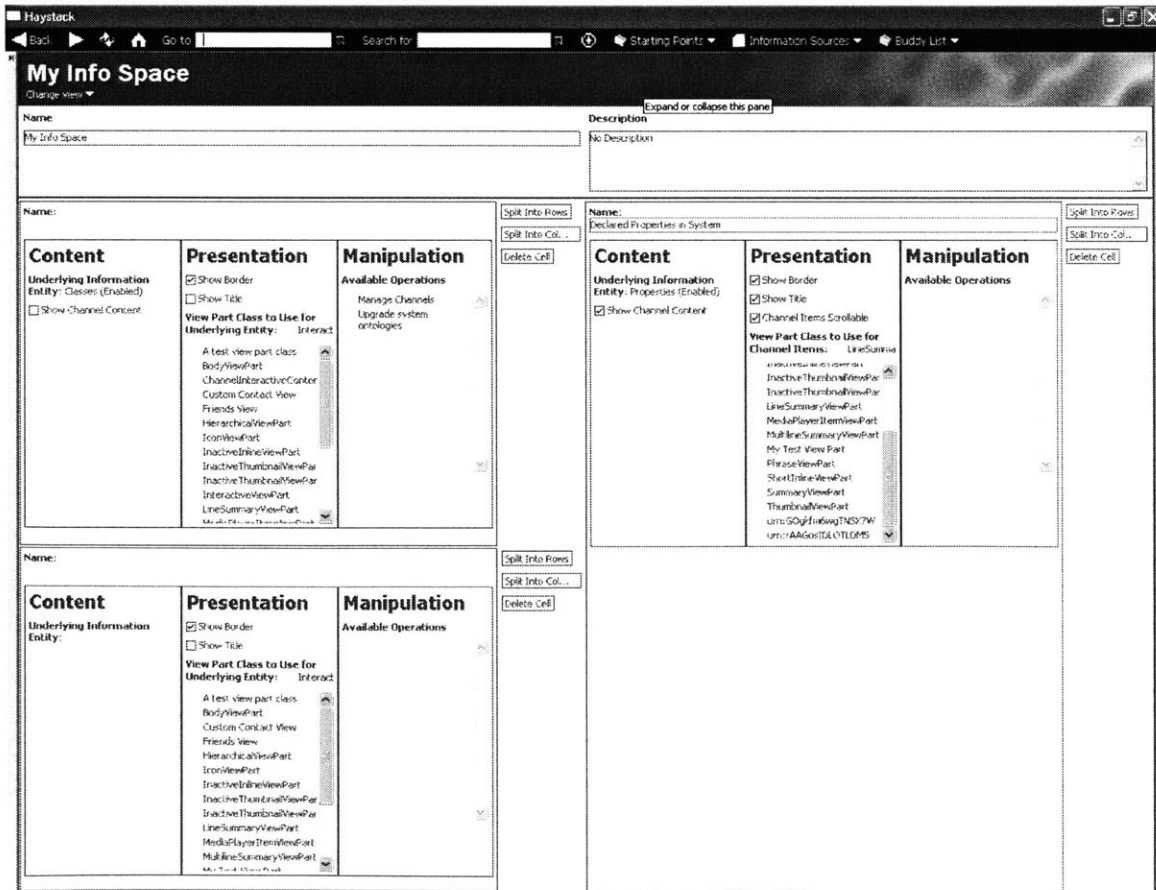 Haystack
Back Go to Search for Starting Points Information Sources Buddy List
My Info Space
Change view
Expand or collapse this pane
Name
My Info Space
Description
No Description
Name:
Split Into Rows
Split Into Col...
Delete Cell
Content
Underlying Information
Entity: Classes (Enabled)
Show Channel Content
Presentation
Show Border
Show Title
View Part Class to Use for
Underlying Entity: Interact
A test view part class
BodyViewPart
ChannelInteractiveConter
Custom Contact View
Friends View
HierarchicalViewPart
IconViewPart
InactiveInlineViewPart
InactiveThumbnailViewPar
InactiveThumbnailViewPar
InteractiveViewPart
LineSummaryViewPart
Manipulation
Available Operations
Manage Channels
Upgrade system
ontologies
Name:
Declared Properties in System
Split Into Rows
Split Into Col...
Delete Cell
Content
Underlying Information
Entity: Properties (Enabled)
Show Channel Content
Presentation
Show Border
Show Title
Channel Items Scrollable
View Part Class to Use for
Channel Items: LineSumma
InactiveThumbnailViewPar
InactiveThumbnailViewPar
LineSummaryViewPart
MediaPlayerItemViewPart
MultilineSummaryViewPart
My Test View Part
PhraseViewPart
ShortInlineViewPart
SummaryViewPart
ThumbnailViewPart
Manipulation
Available Operations
Name:
Split Into Rows
Split Into Col...
Delete Cell
Content
Underlying Information
Entity:
Presentation
Show Border
Show Title
View Part Class to Use for
Underlying Entity: Interact
A test view part class
BodyViewPart
Custom Contact View
Friends View
HierarchicalViewPart
IconViewPart
InactiveInlineViewPart
InactiveThumbnailViewPar
InactiveThumbnailViewPar
LineSummaryViewPart
MediaPlayerItemViewPart
MultilineSummaryViewPart
Manipulation
Available Operations